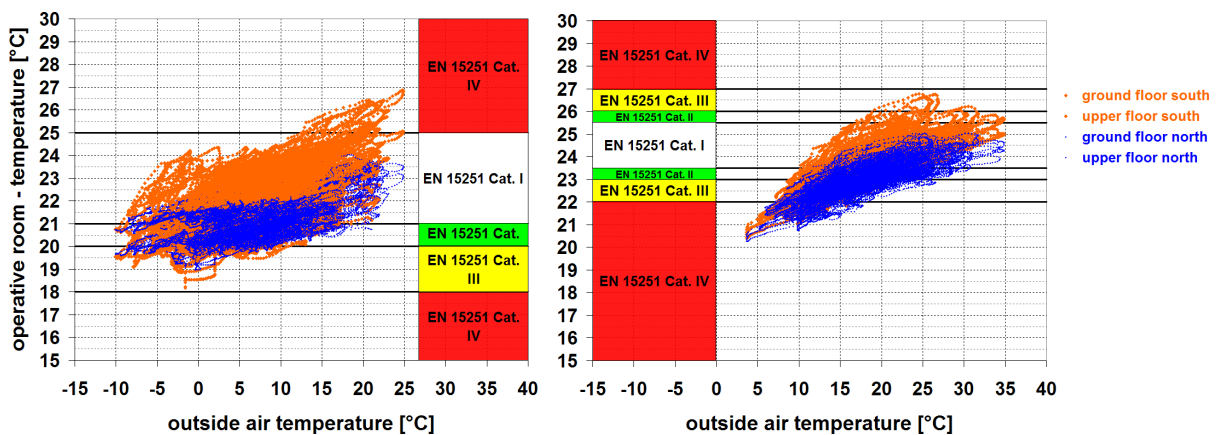 operative room - temperature [°C]
30
29
28
27
26
25
24
23
22
21
20
19
18
17
16
15
EN 15251 Cat.
IV
EN 15251 Cat. I
EN 15251 Cat.
EN 15251 Cat.
III
EN 15251 Cat.
IV
-15 -10 -5 0 5 10 15 20 25 30 35 40
outside air temperature [°C]
30
29
28
27
26
25
24
23
22
21
20
19
18
17
16
15
EN 15251 Cat. IV
EN 15251 Cat. III
EN 15251 Cat. II
EN 15251 Cat. I
EN 15251 Cat. II
EN 15251 Cat. III
EN 15251 Cat. IV
-15 -10 -5 0 5 10 15 20 25 30 35 40
outside air temperature [°C]
ground floor south
upper floor south
ground floor north
upper floor north